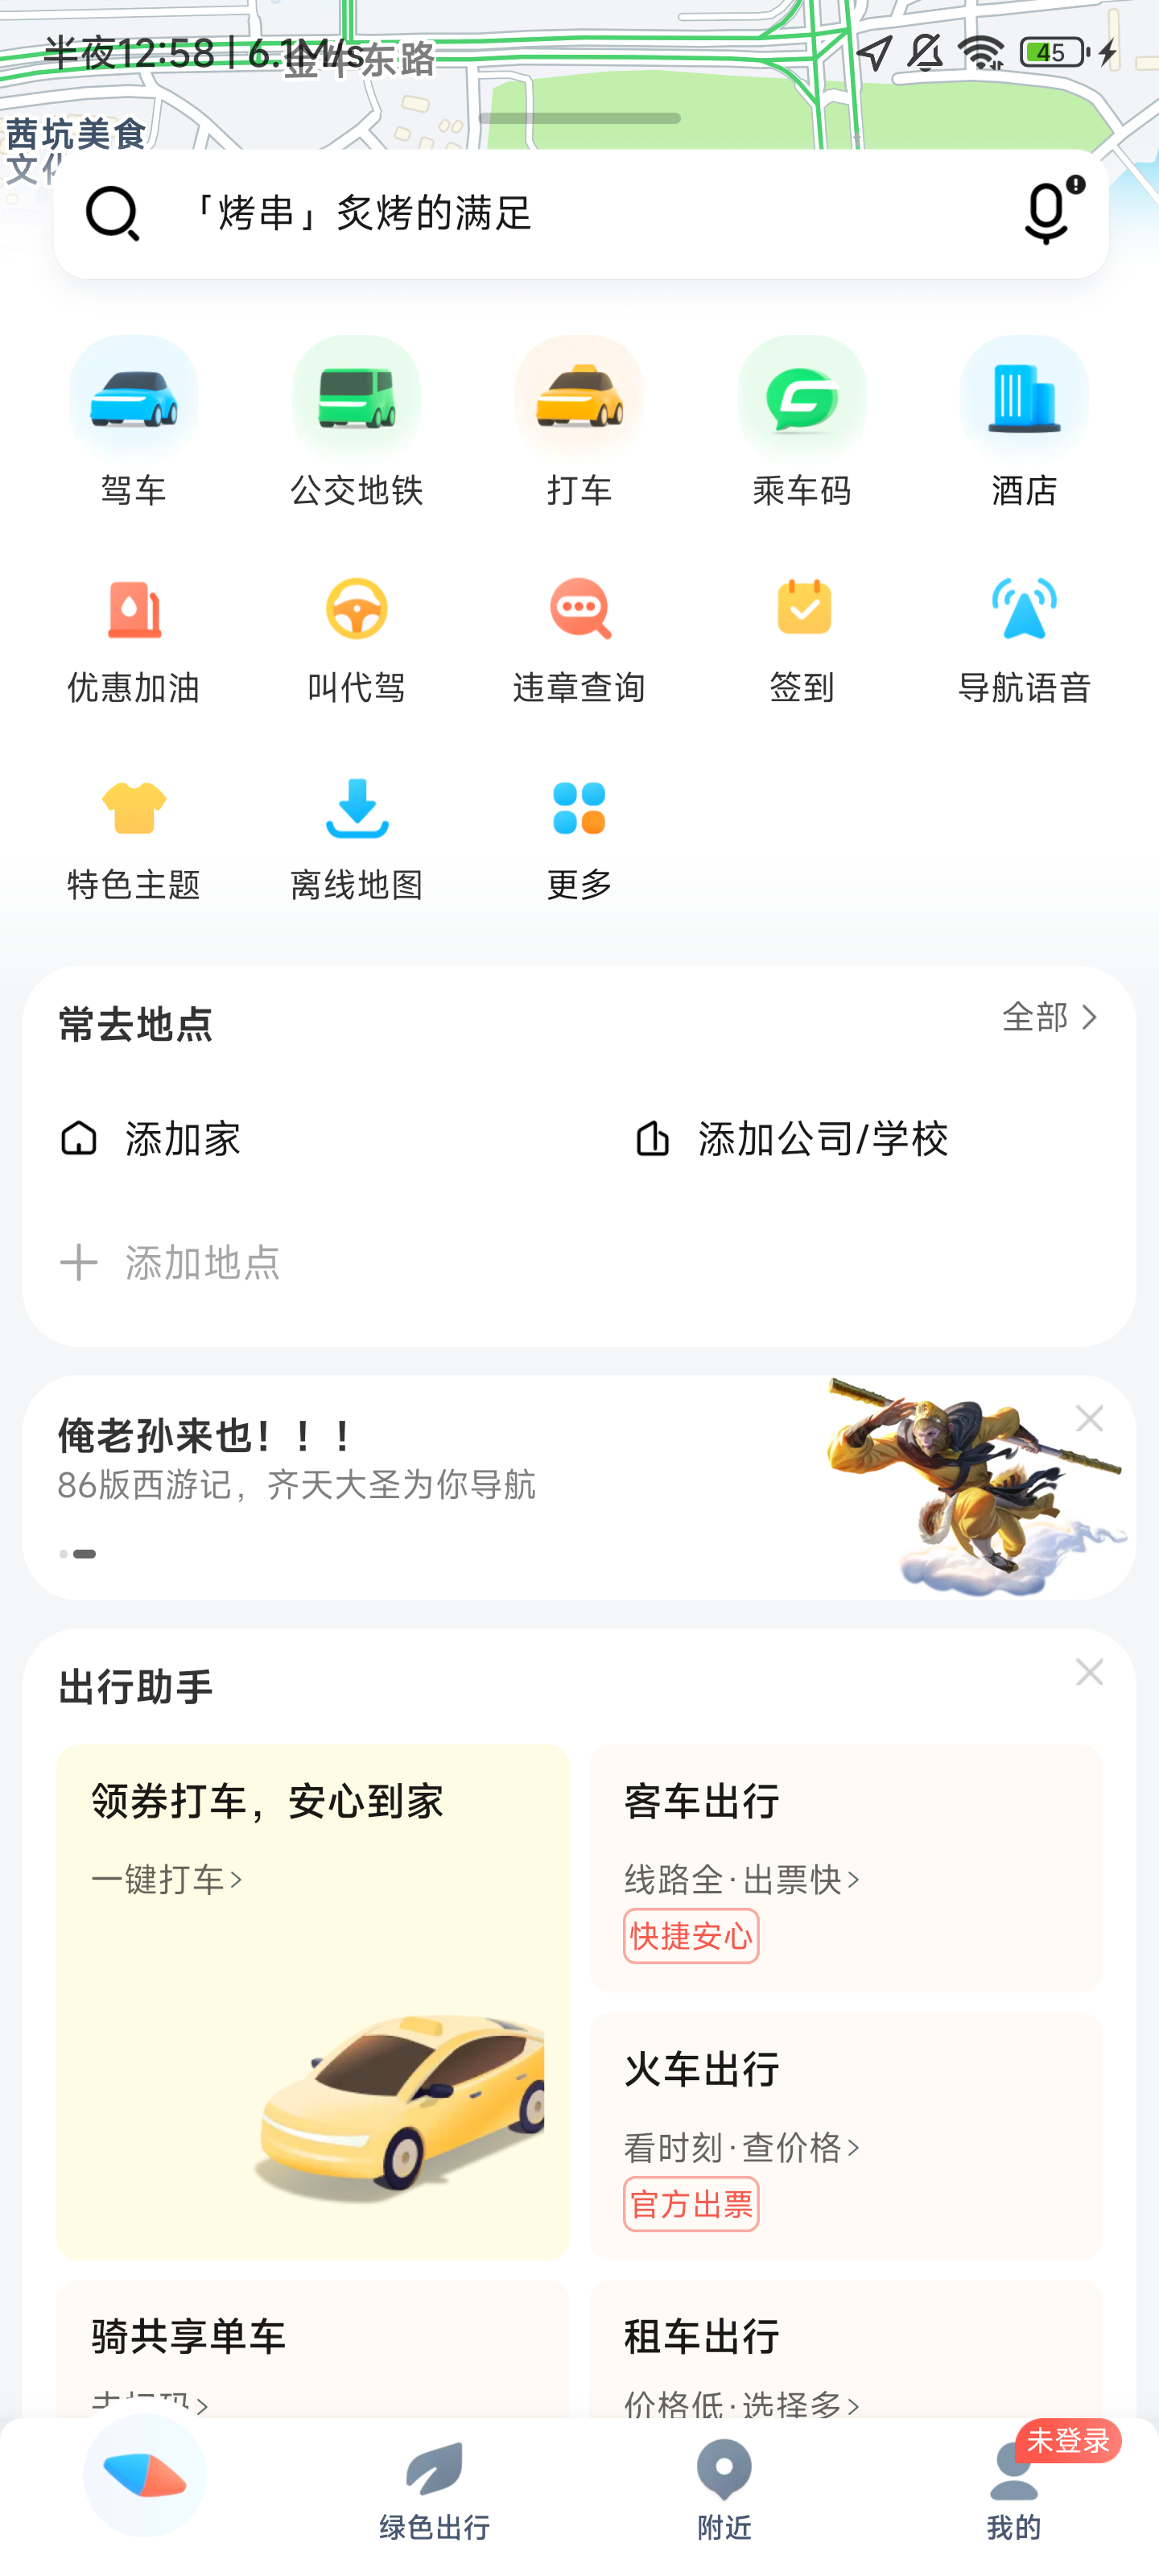 半夜12:58 | 6.1M/s
45
金牛东路
茜坑美食
「烤串」炙烤的满足
驾车
公交地铁
打车
乘车码
酒店
优惠加油
叫代驾
违章查询
签到
导航语音
特色主题
离线地图
更多
常去地点
全部
添加家
添加公司/学校
添加地点
俺老孙来也！！！
86版西游记，齐天大圣为你导航
出行助手
领券打车，安心到家
一键打车
客车出行
线路全·出票快
快捷安心
火车出行
看时刻·查价格
官方出票
骑共享单车
租车出行
价格低·选择多
未登录
绿色出行
附近
我的